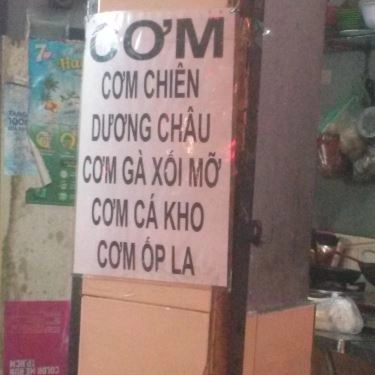 CƠM
CƠM CHIÊN
DƯƠNG CHÂU
CƠM GÀ XỐI MỠ
CƠM CÁ KHO
CƠM ỐP LA